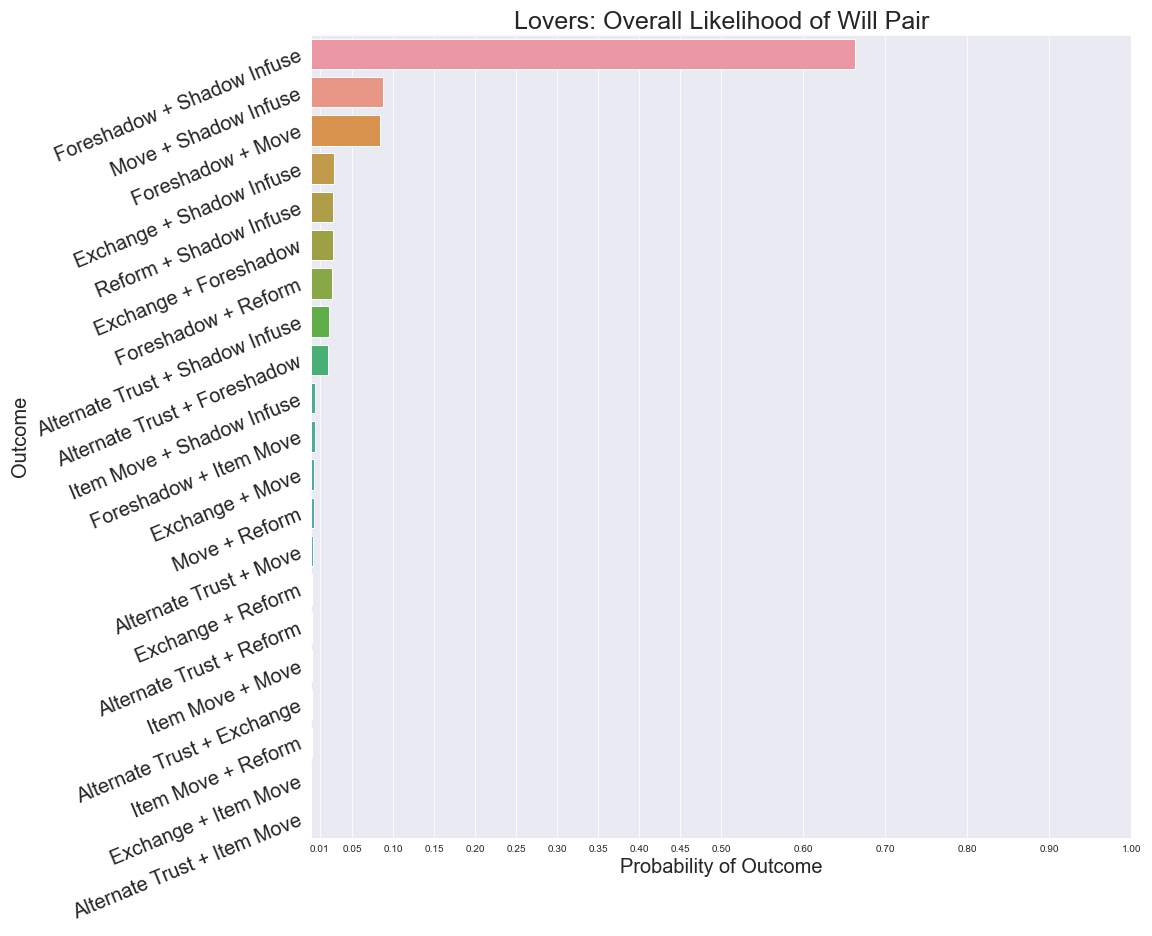 Lovers: Overall Likelihood of Will Pair
Outcome
Foreshadow + Shadow Infuse
Move + Shadow Infuse
Foreshadow + Move
Exchange + Shadow Infuse
Reform + Shadow Infuse
Exchange + Foreshadow
Foreshadow + Reform
Alternate Trust + Shadow Infuse
Alternate Trust + Foreshadow
Item Move + Shadow Infuse
Foreshadow + Item Move
Exchange + Move
Move + Reform
Alternate Trust + Move
Exchange + Reform
Alternate Trust + Reform
Item Move + Move
Alternate Trust + Exchange
Item Move + Reform
Exchange + Item Move
Alternate Trust + Item Move
0.01 0.05 0.10 0.15 0.20 0.25 0.30 0.35 0.40 0.45 0.50 0.60 0.70 0.80 0.90 1.00
Probability of Outcome